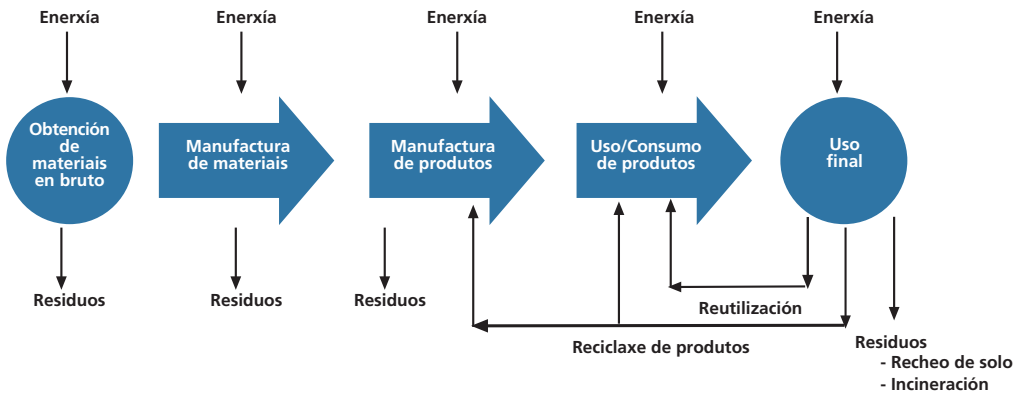 Enerxía
Enerxía
Enerxía
Enerxía
Enerxía
Obtención
de
materiais
en bruto
Manufactura
de materiais
Manufactura
de produtos
Uso/Consumo
de produtos
Uso
final
Residuos
Residuos
Residuos
Reutilización
Reciclaxe de produtos
Residuos
- Recheo de solo
- Incineración